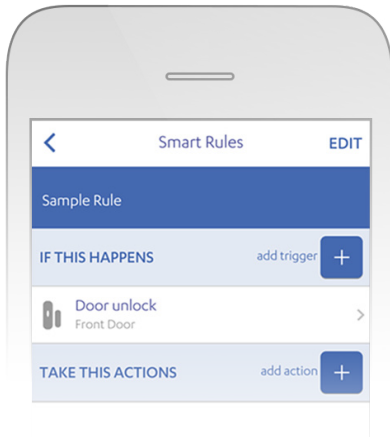 Smart Rules EDIT
Sample Rule
IF THIS HAPPENS add trigger +
Door unlock
Front Door
TAKE THIS ACTIONS add action +